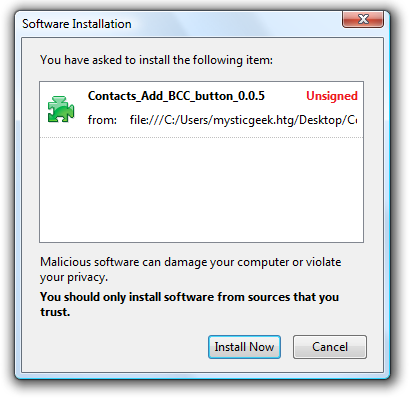 Software Installation
You have asked to install the following item:
Contacts_Add_BCC_button_0.0.5 Unsigned
from: file:///C:/Users/mysticgeek.htg/Desktop/Co
Malicious software can damage your computer or violate
your privacy.
You should only install software from sources that you
trust.
Install Now Cancel